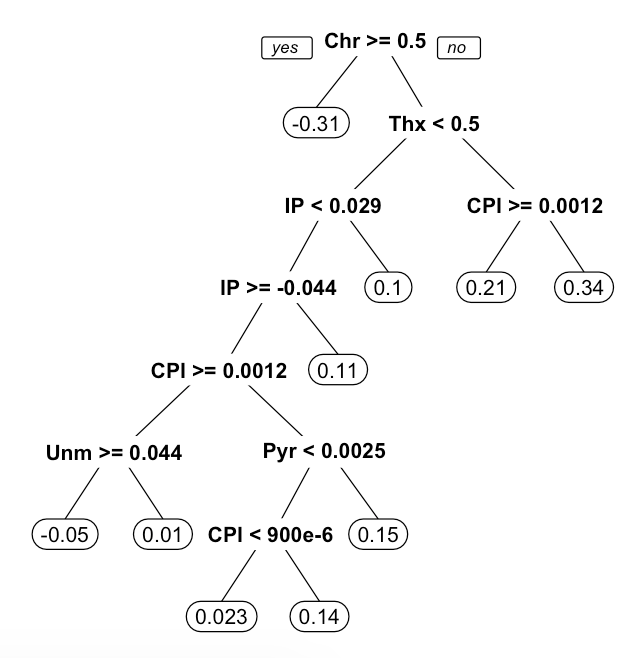 yes Chr >= 0.5 no
-0.31 Thx < 0.5
IP < 0.029 CPI >= 0.0012
IP >= -0.044 0.1 0.21 0.34
CPI >= 0.0012 0.11
Unm >= 0.044 Pyr < 0.0025
-0.05 0.01 CPI < 900e-6 0.15
0.023 0.14